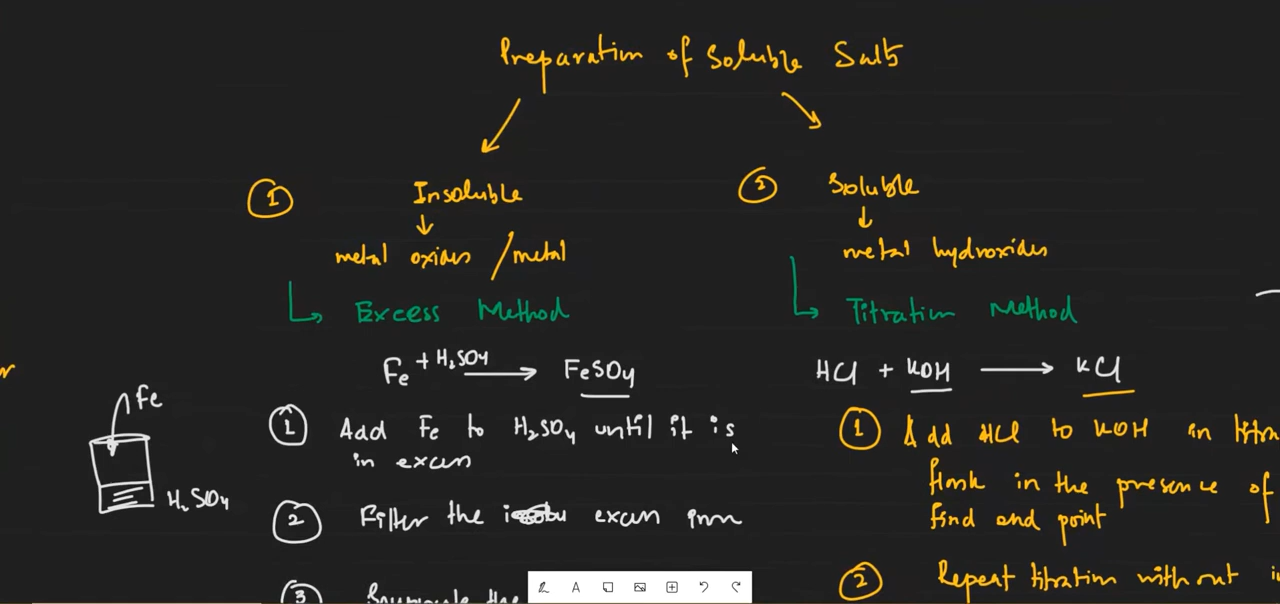 Preparation of Soluble Salts
① Insoluble
metal oxides / metal
Excess Method
Fe + H₂SO₄ → FeSO₄
Fe
H₂SO₄
① Add Fe to H₂SO₄ until it is
in excess
② Filter the excess iron
③ the
② Soluble
metal hydroxides
Titration Method
HCl + KOH → KCl
① Add HCl to KOH in titra
flask in the presence of
find end point
② Repeat titration without i
A